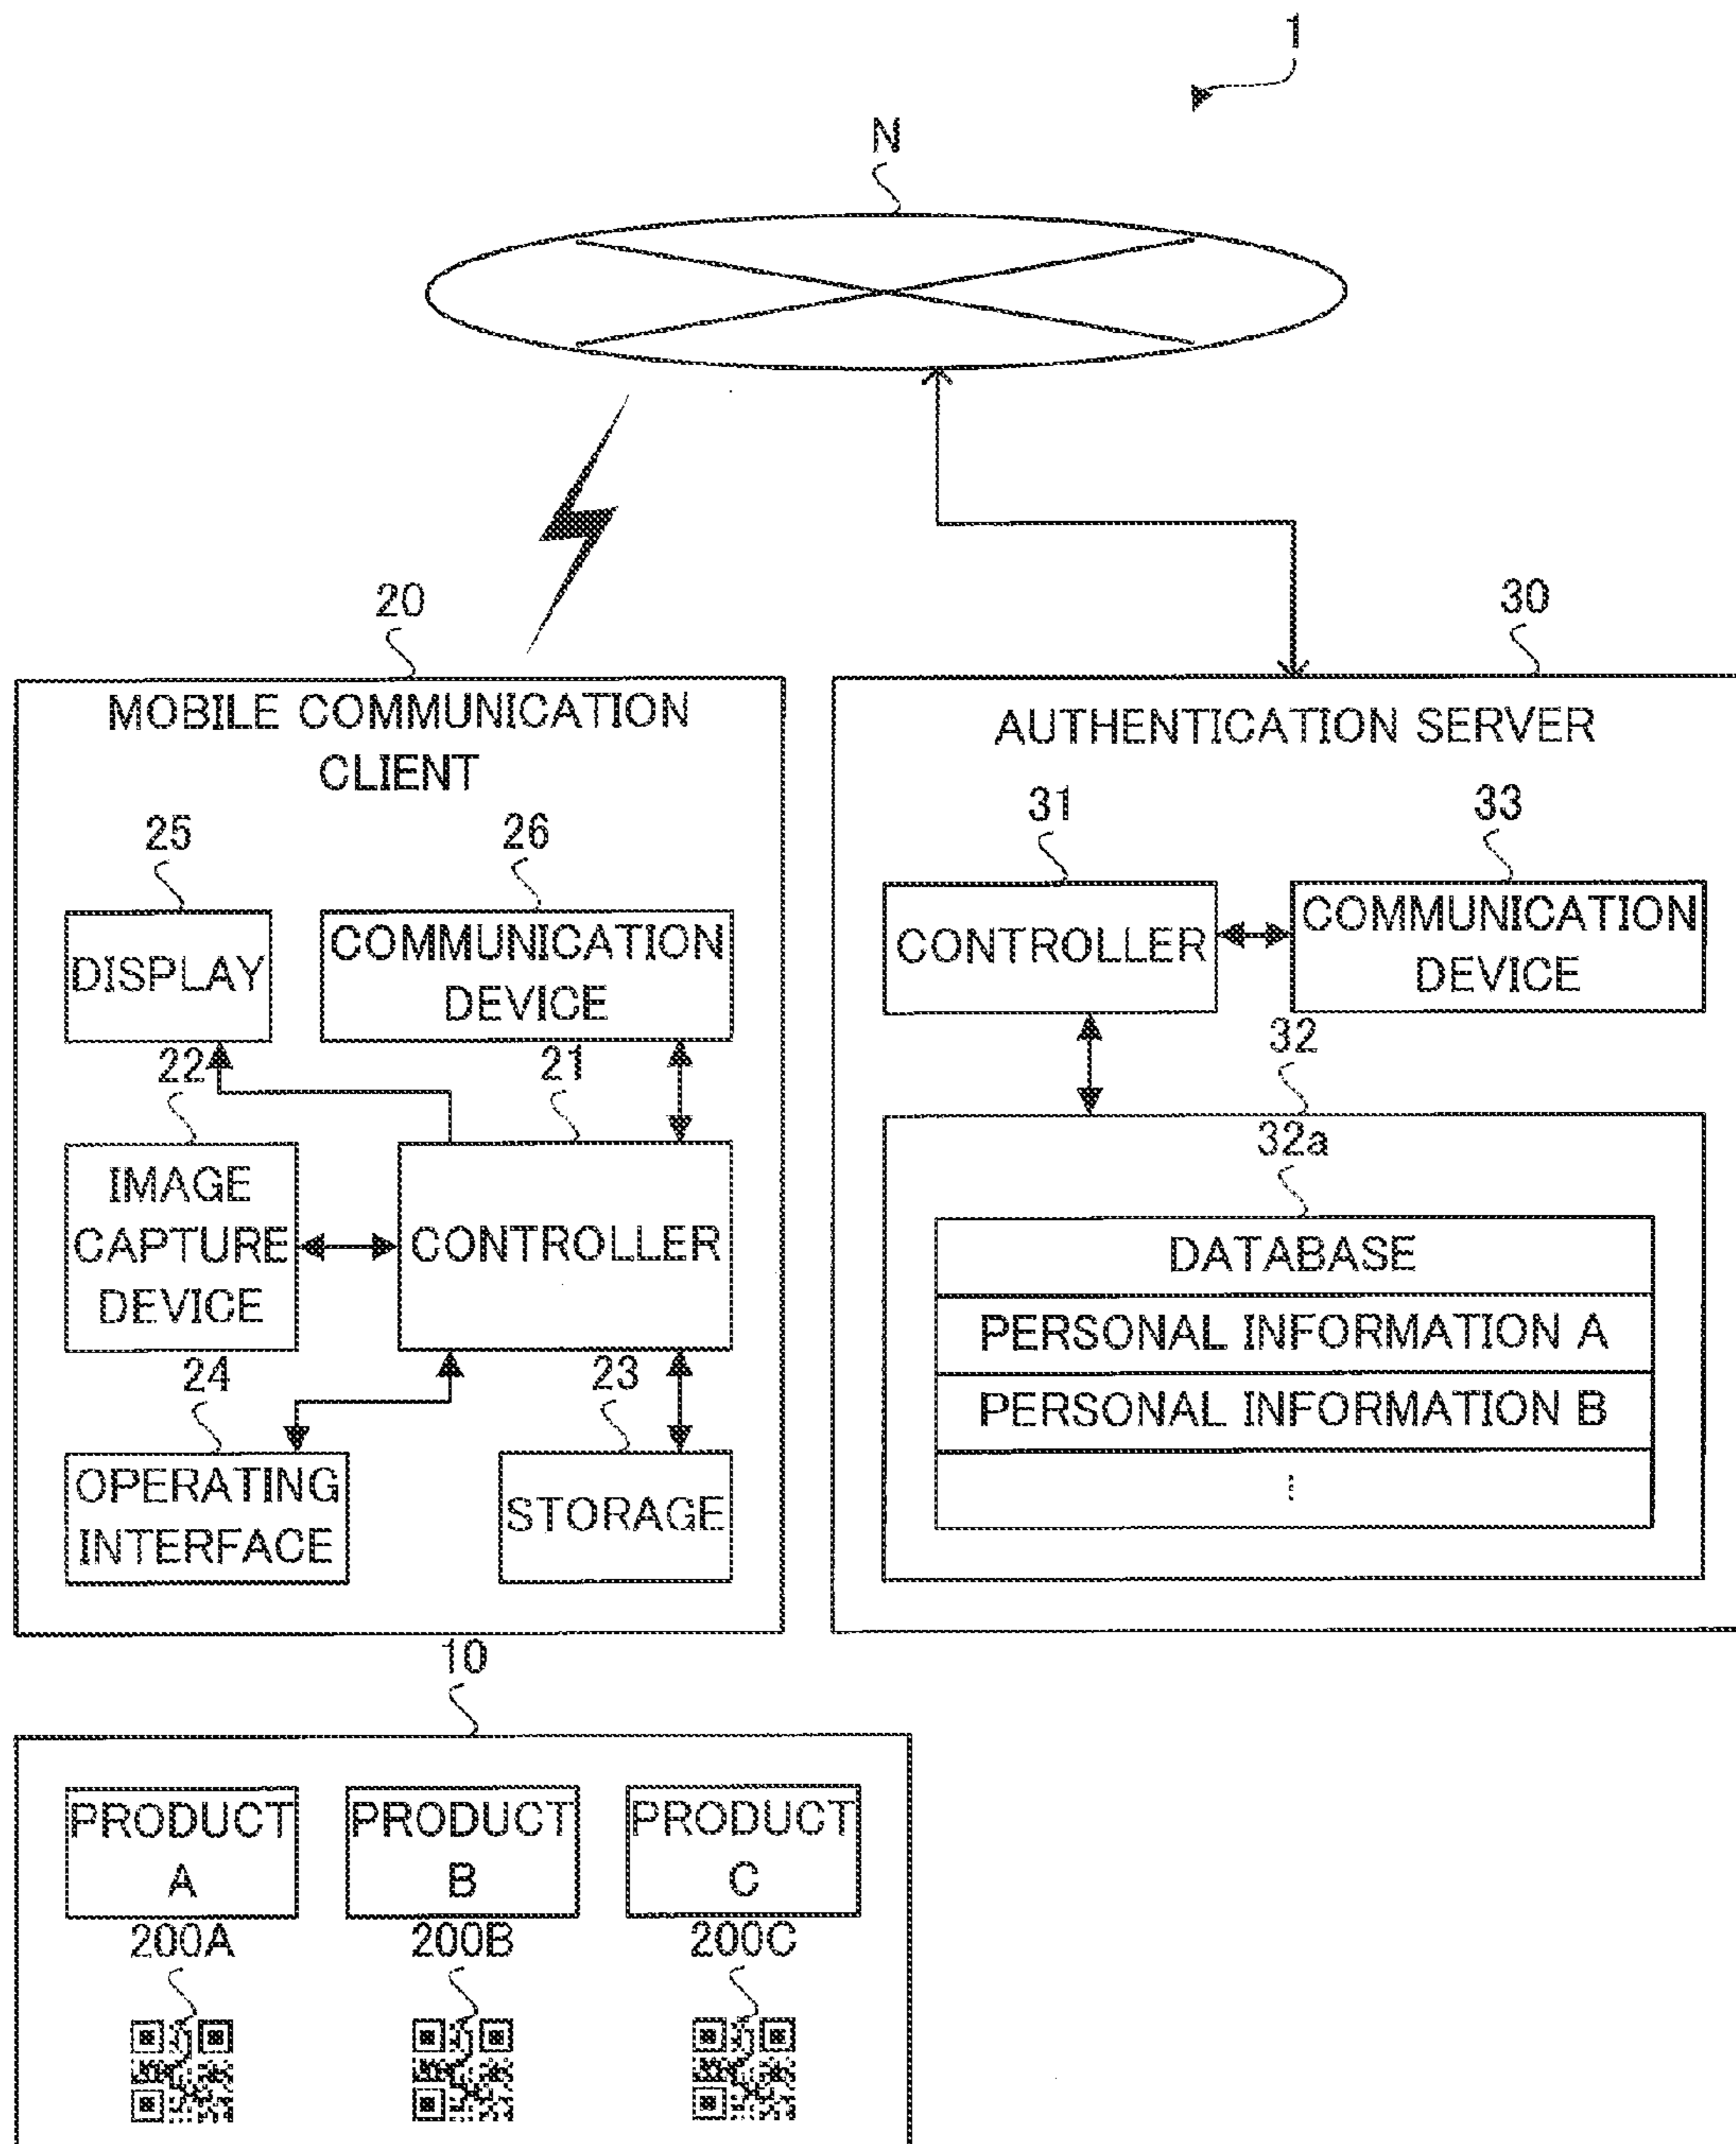 1
N
20
30
MOBILE COMMUNICATION
CLIENT
25
26
DISPLAY
COMMUNICATION
DEVICE
22
21
IMAGE
CAPTURE
DEVICE
CONTROLLER
24
23
OPERATING
INTERFACE
STORAGE
AUTHENTICATION SERVER
31
33
CONTROLLER
COMMUNICATION
DEVICE
32
32a
DATABASE
PERSONAL INFORMATION A
PERSONAL INFORMATION B
⋮
10
PRODUCT
A
PRODUCT
B
PRODUCT
C
200A
200B
200C